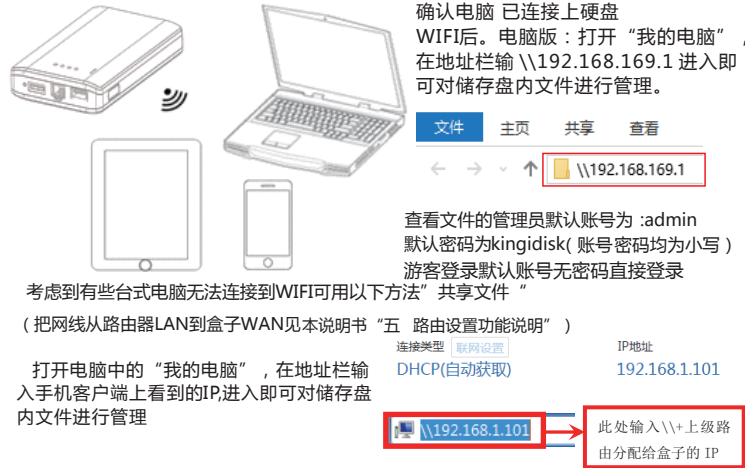 确认电脑 已连接上硬盘
WIFI后。电脑版：打开“我的电脑”，
在地址栏输 \\192.168.169.1 进入即
可对储存盘内文件进行管理。
文件 主页 共享 查看
\\192.168.169.1
查看文件的管理员默认账号为 :admin
默认密码为kingidisk( 账号密码均为小写 )
游客登录默认账号无密码直接登录
考虑到有些台式电脑无法连接到WIFI可用以下方法”共享文件“
（ 把网线从路由器LAN到盒子WAN见本说明书“五 路由设置功能说明” ）
连接类型 联网设置 IP地址
DHCP(自动获取) 192.168.1.101
打开电脑中的“我的电脑” ，在地址栏输
入手机客户端上看到的IP,进入即可对储存盘
内文件进行管理
\\192.168.1.101
此处输入\\+上级路
由分配给盒子的 IP